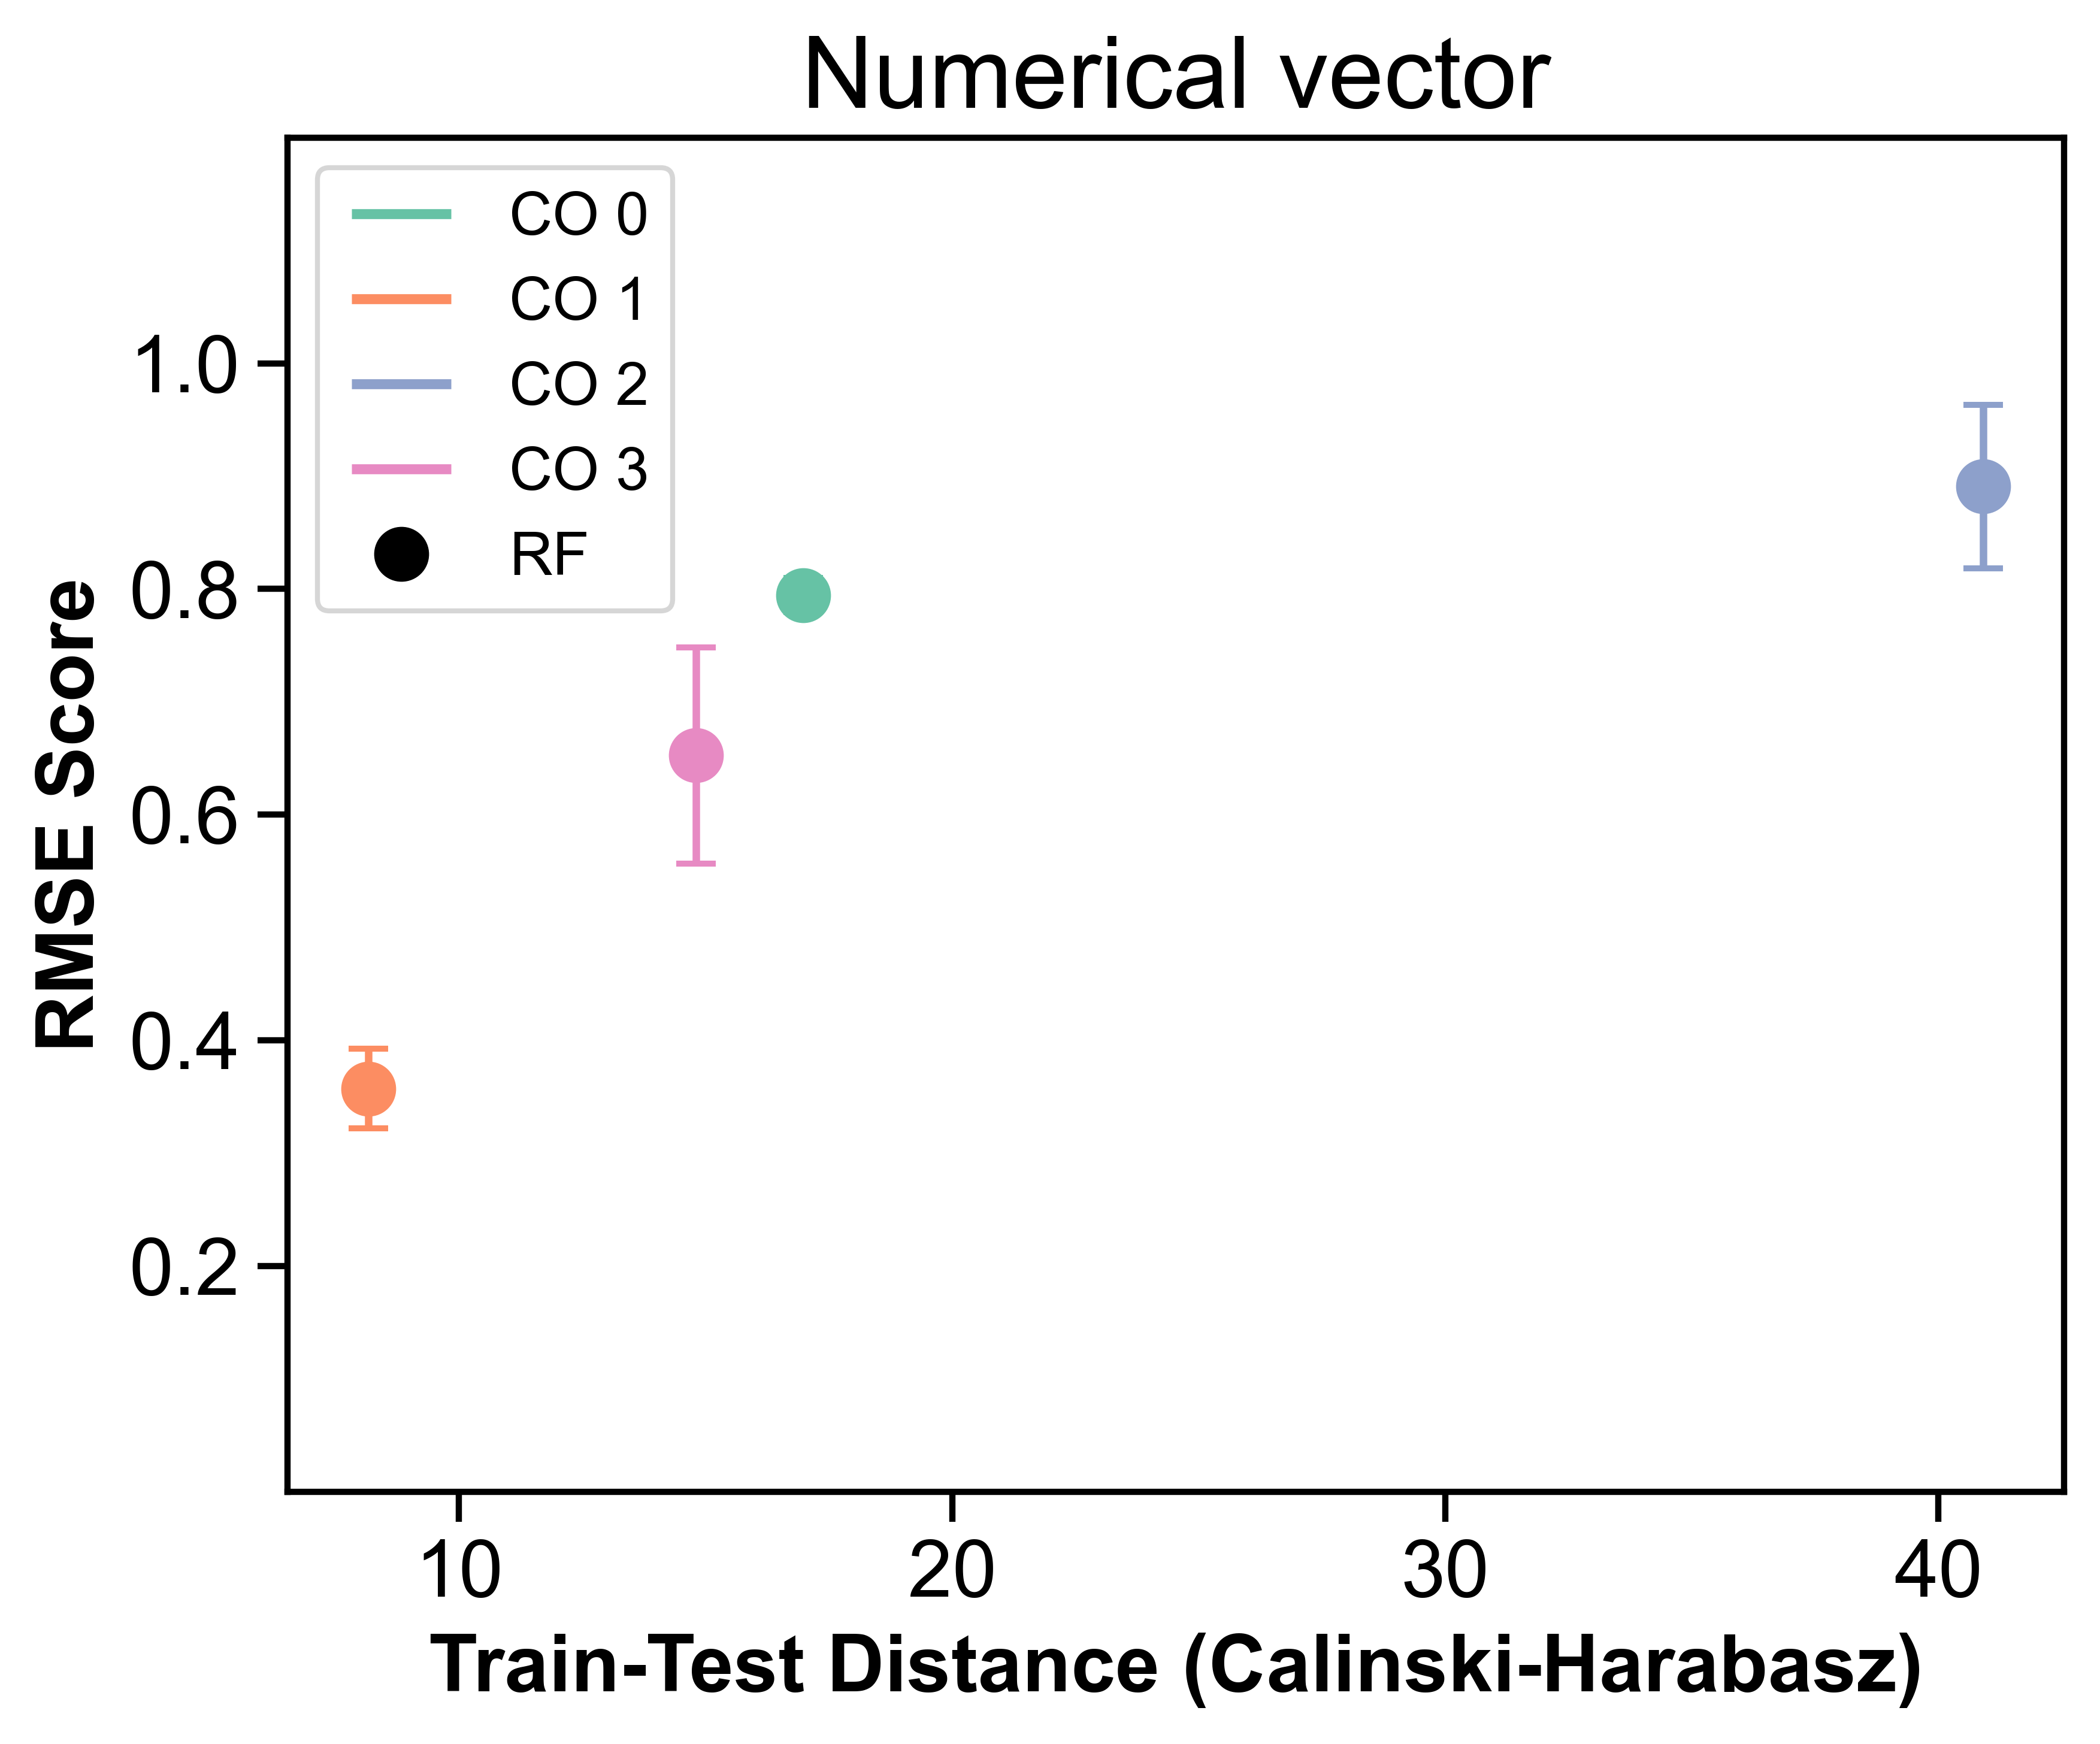 Numerical vector
CO 0
CO 1
CO 2
CO 3
RF
RMSE Score
1.0
0.8
0.6
0.4
0.2
10 20 30 40
Train-Test Distance (Calinski-Harabasz)